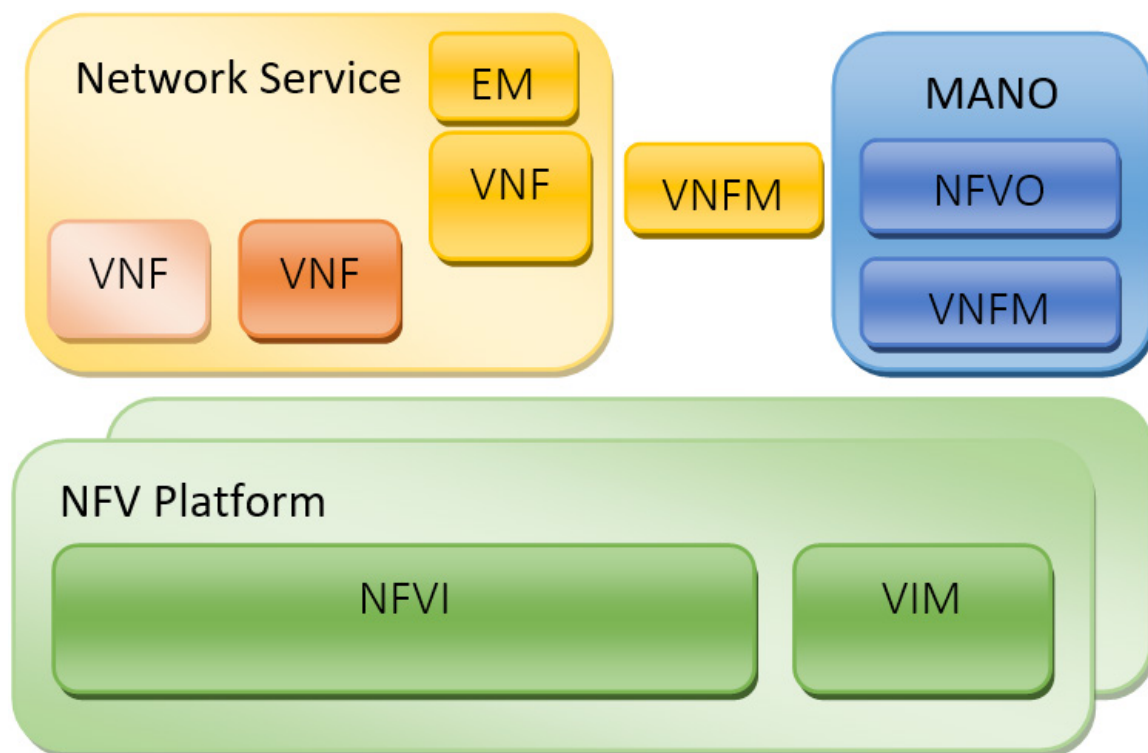 Network Service
EM
VNF
VNF
VNF
VNFM
MANO
NFVO
VNFM
NFV Platform
NFVI
VIM